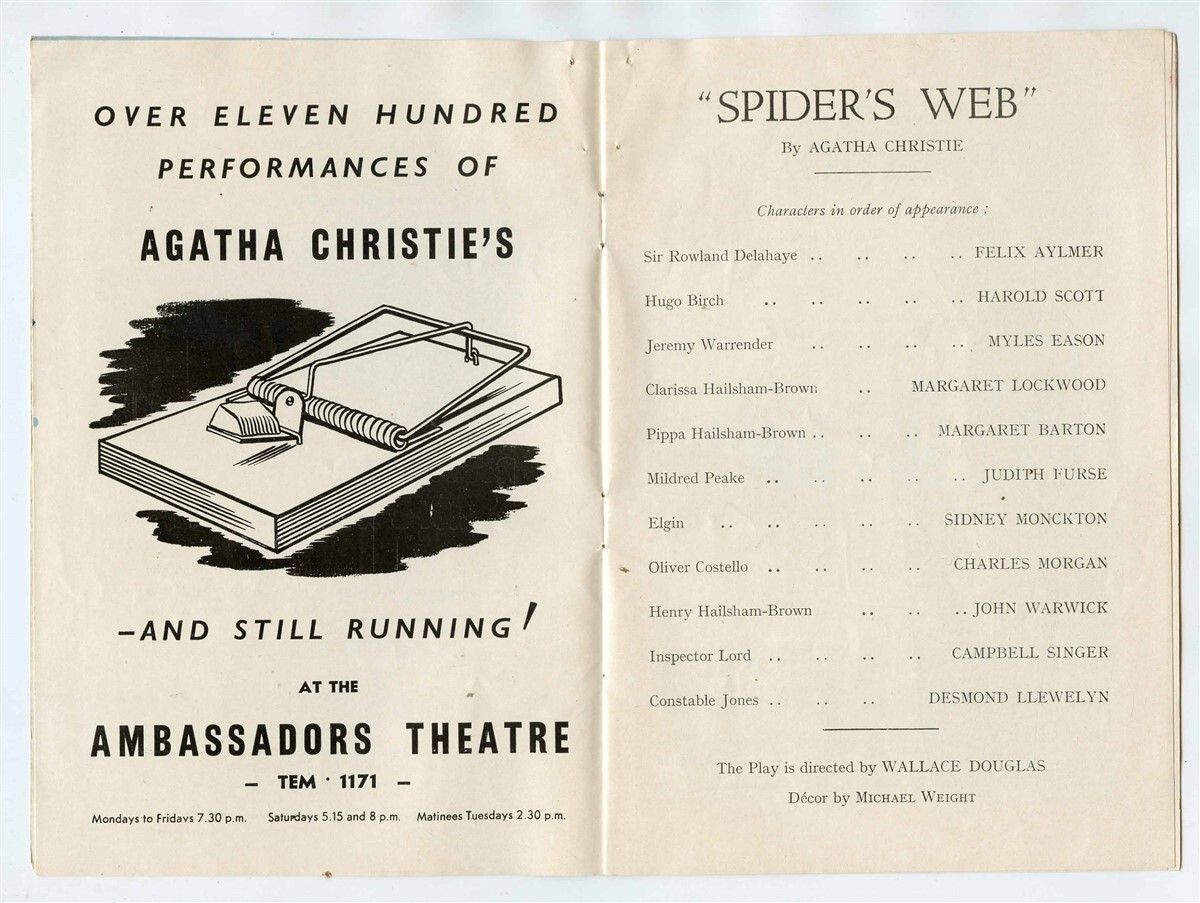 OVER ELEVEN HUNDRED
PERFORMANCES OF
AGATHA CHRISTIE'S
–AND STILL RUNNING!
AT THE
AMBASSADORS THEATRE
– TEM · 1171 –
Mondays to Fridays 7.30 p.m. Saturdays 5.15 and 8 p.m. Matinees Tuesdays 2.30 p.m.
"SPIDER'S WEB"
By AGATHA CHRISTIE
Characters in order of appearance :
Sir Rowland Delahaye .. .. .. .. FELIX AYLMER
Hugo Birch .. .. .. .. .. HAROLD SCOTT
Jeremy Warrender .. .. .. .. MYLES EASON
Clarissa Hailsham-Brown .. MARGARET LOCKWOOD
Pippa Hailsham-Brown .. .. .. MARGARET BARTON
Mildred Peake .. .. .. .. .. JUDITH FURSE
Elgin .. .. .. .. .. SIDNEY MONCKTON
Oliver Costello .. .. .. .. CHARLES MORGAN
Henry Hailsham-Brown .. .. .. JOHN WARWICK
Inspector Lord .. .. .. .. CAMPBELL SINGER
Constable Jones .. .. .. DESMOND LLEWELYN
The Play is directed by WALLACE DOUGLAS
Décor by MICHAEL WEIGHT